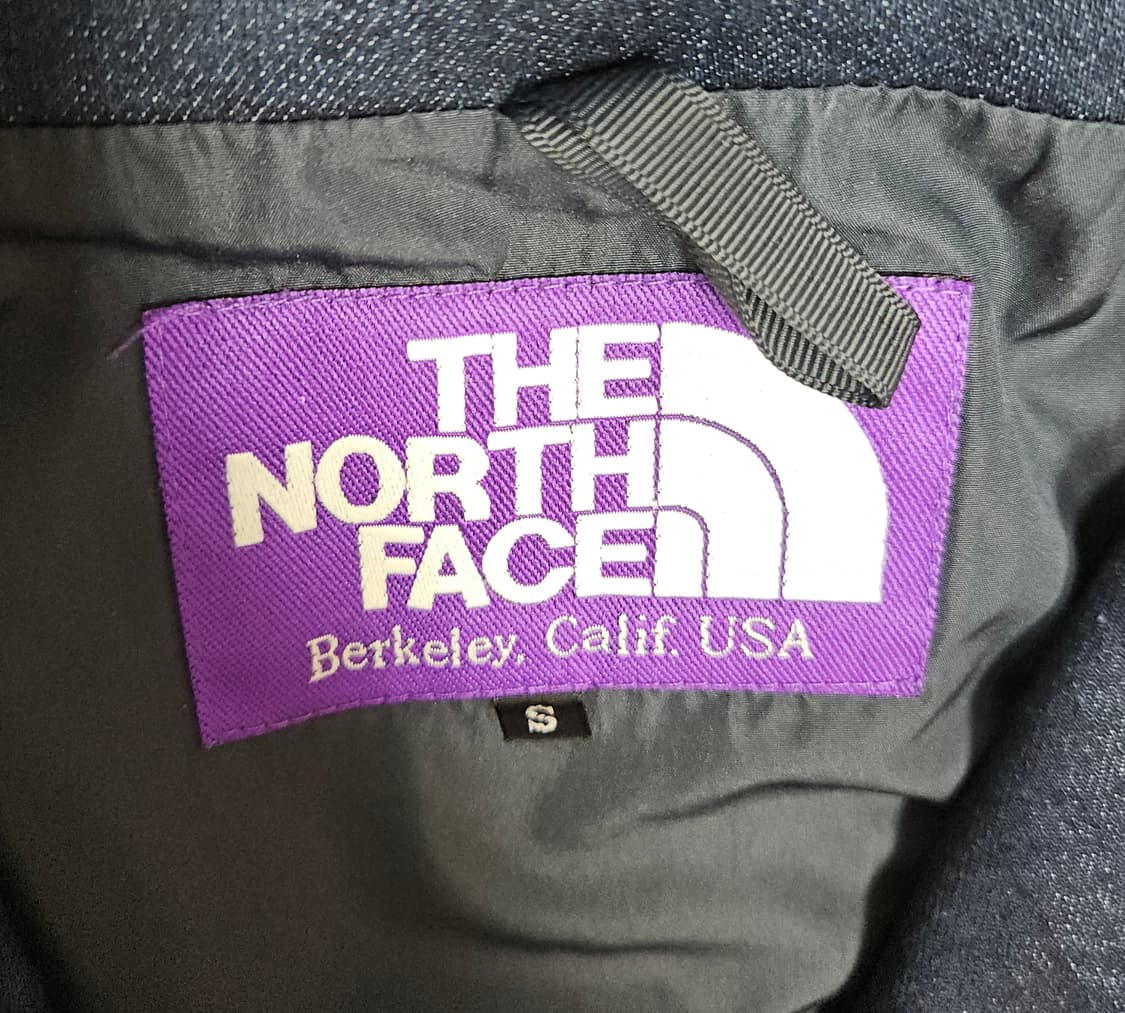 THE
NORTH
FACE
Berkeley, Calif. USA
S